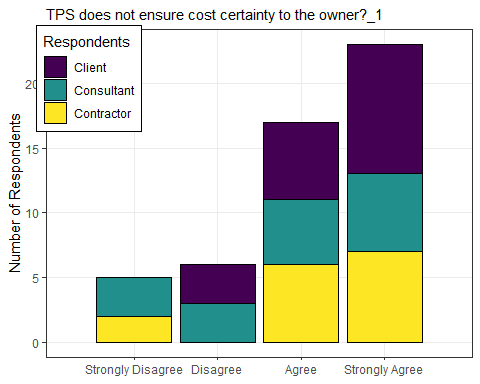 TPS does not ensure cost certainty to the owner?_1
Respondents
Client
Consultant
Contractor
Number of Respondents
20
15
10
5
0
Strongly Disagree Disagree Agree Strongly Agree